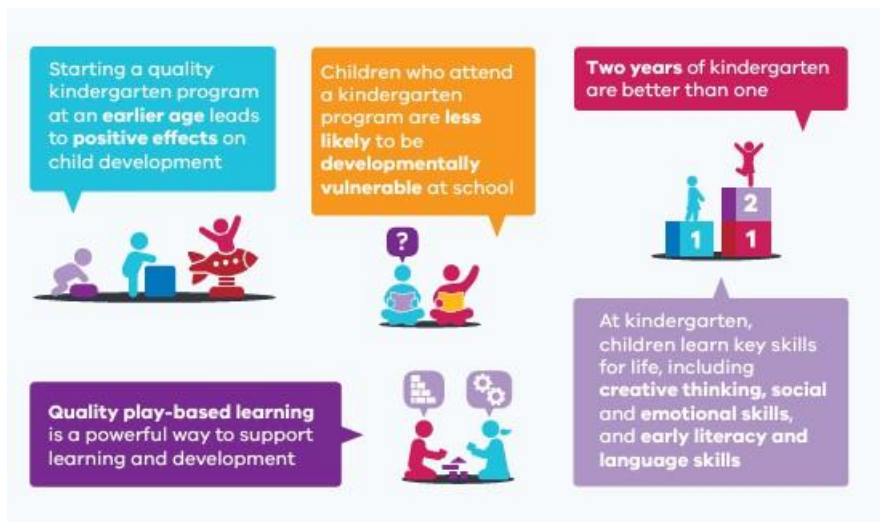 Starting a quality
kindergarten program
at an earlier age leads
to positive effects on
child development
Children who attend
a kindergarten
program are less
likely to be
developmentally
vulnerable at school
Two years of kindergarten
are better than one
?
2
1
1
Quality play-based learning
is a powerful way to support
learning and development
At kindergarten,
children learn key skills
for life, including
creative thinking, social
and emotional skills,
and early literacy and
language skills